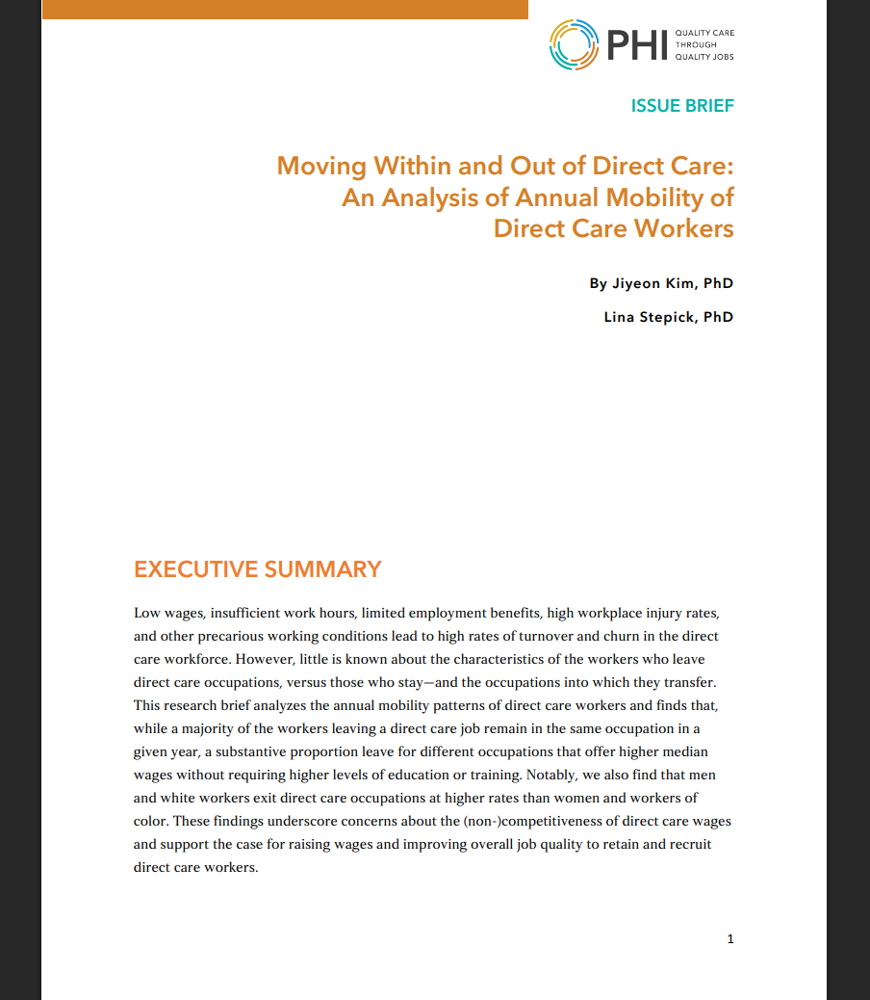 PHI
QUALITY CARE
THROUGH
QUALITY JOBS
ISSUE BRIEF
Moving Within and Out of Direct Care:
An Analysis of Annual Mobility of
Direct Care Workers
By Jiyeon Kim, PhD
Lina Stepick, PhD
EXECUTIVE SUMMARY
Low wages, insufficient work hours, limited employment benefits, high workplace injury rates,
and other precarious working conditions lead to high rates of turnover and churn in the direct
care workforce. However, little is known about the characteristics of the workers who leave
direct care occupations, versus those who stay—and the occupations into which they transfer.
This research brief analyzes the annual mobility patterns of direct care workers and finds that,
while a majority of the workers leaving a direct care job remain in the same occupation in a
given year, a substantive proportion leave for different occupations that offer higher median
wages without requiring higher levels of education or training. Notably, we also find that men
and white workers exit direct care occupations at higher rates than women and workers of
color. These findings underscore concerns about the (non-)competitiveness of direct care wages
and support the case for raising wages and improving overall job quality to retain and recruit
direct care workers.
1